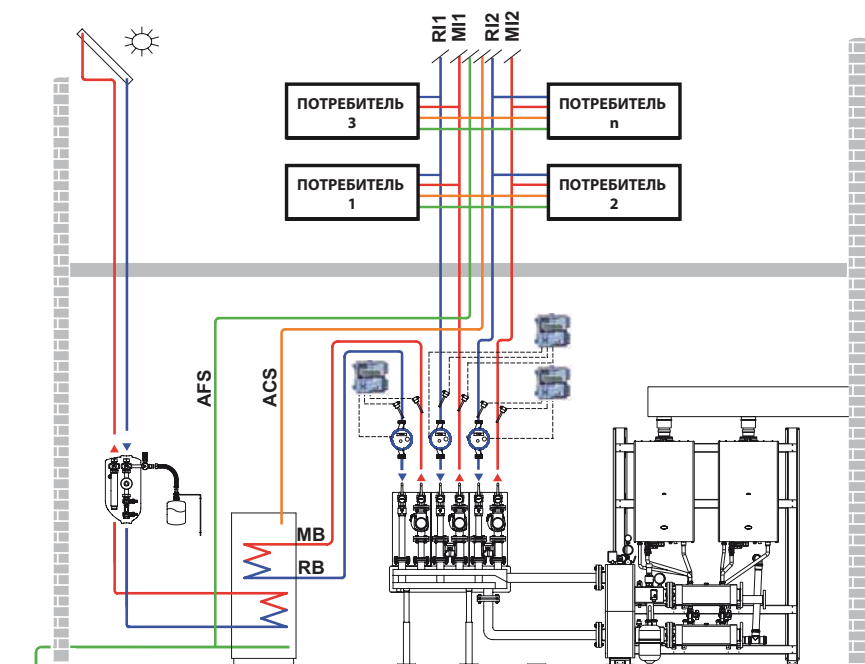 RI1
MI1
RI2
MI2
ПОТРЕБИТЕЛЬ
3
ПОТРЕБИТЕЛЬ
n
ПОТРЕБИТЕЛЬ
1
ПОТРЕБИТЕЛЬ
2
AFS
ACS
MB
RB